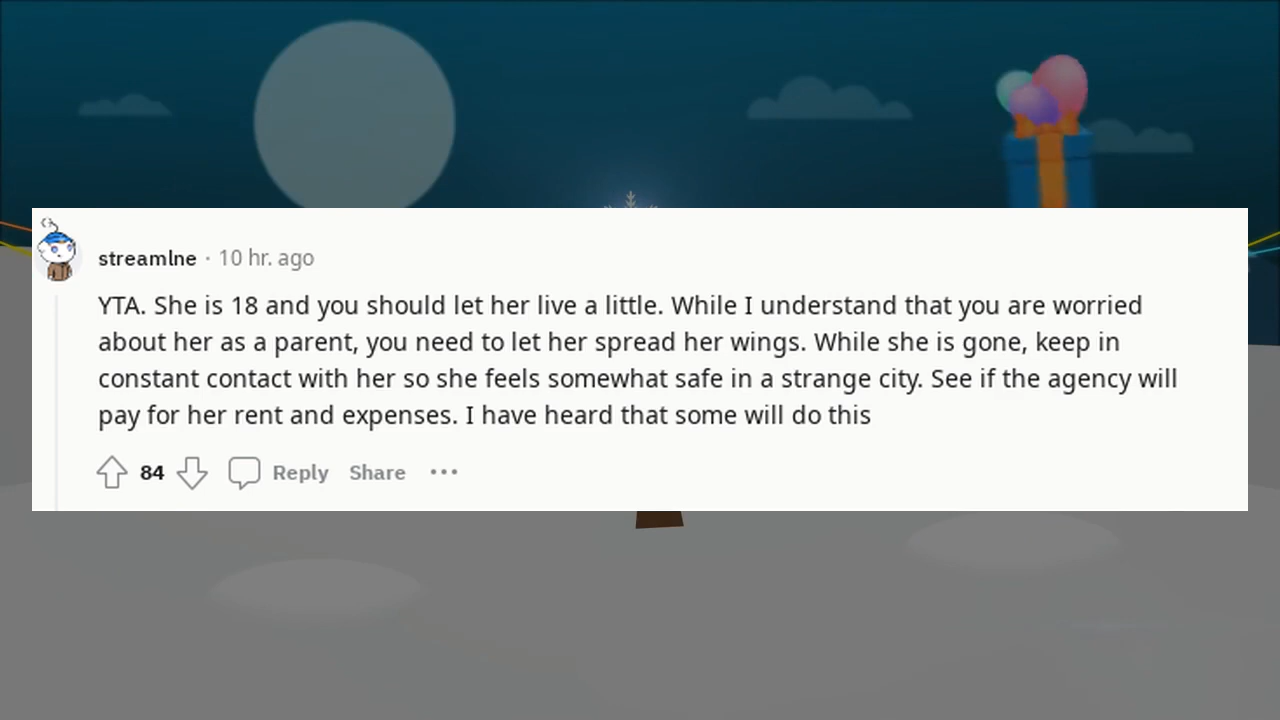 streamlne · 10 hr. ago
YTA. She is 18 and you should let her live a little. While I understand that you are worried
about her as a parent, you need to let her spread her wings. While she is gone, keep in
constant contact with her so she feels somewhat safe in a strange city. See if the agency will
pay for her rent and expenses. I have heard that some will do this
84 Reply Share •••